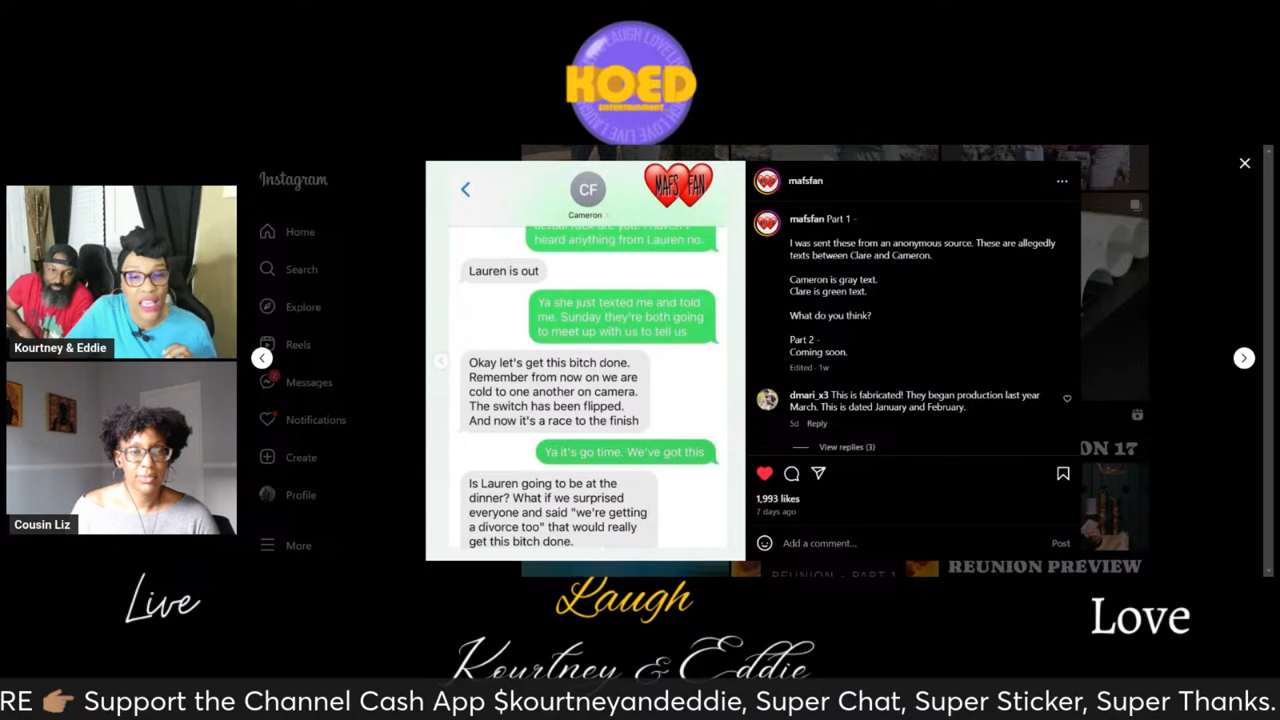 LAUGH LOVE LIVE
KOED
ENTERTAINMENT
Instagram
Home
Search
Explore
Reels
Messages
Notifications
Create
Profile
More
Kourtney & Eddie
Cousin Liz
CF
Cameron
MAFS FAN
heard anything from Lauren no.
Lauren is out
Ya she just texted me and told
me. Sunday they're both going
to meet up with us to tell us
Okay let's get this bitch done.
Remember from now on we are
cold to one another on camera.
The switch has been flipped.
And now it's a race to the finish
Ya it's go time. We've got this
Is Lauren going to be at the
dinner? What if we surprised
everyone and said "we're getting
a divorce too" that would really
get this bitch done.
mafsfan
mafsfan Part 1 -
I was sent these from an anonymous source. These are allegedly
texts between Clare and Cameron.
Cameron is gray text.
Clare is green text.
What do you think?
Part 2 -
Coming soon.
Edited · 1w
dmari_x3 This is fabricated! They began production last year
March. This is dated January and February.
5d Reply
View replies (3)
1,993 likes
7 days ago
Add a comment...
Post
ON 17
REUNION - PART 1
REUNION PREVIEW
Live
Laugh
Love
Kourtney & Eddie
RE 👉🏽 Support the Channel Cash App $kourtneyandeddie, Super Chat, Super Sticker, Super Thanks.